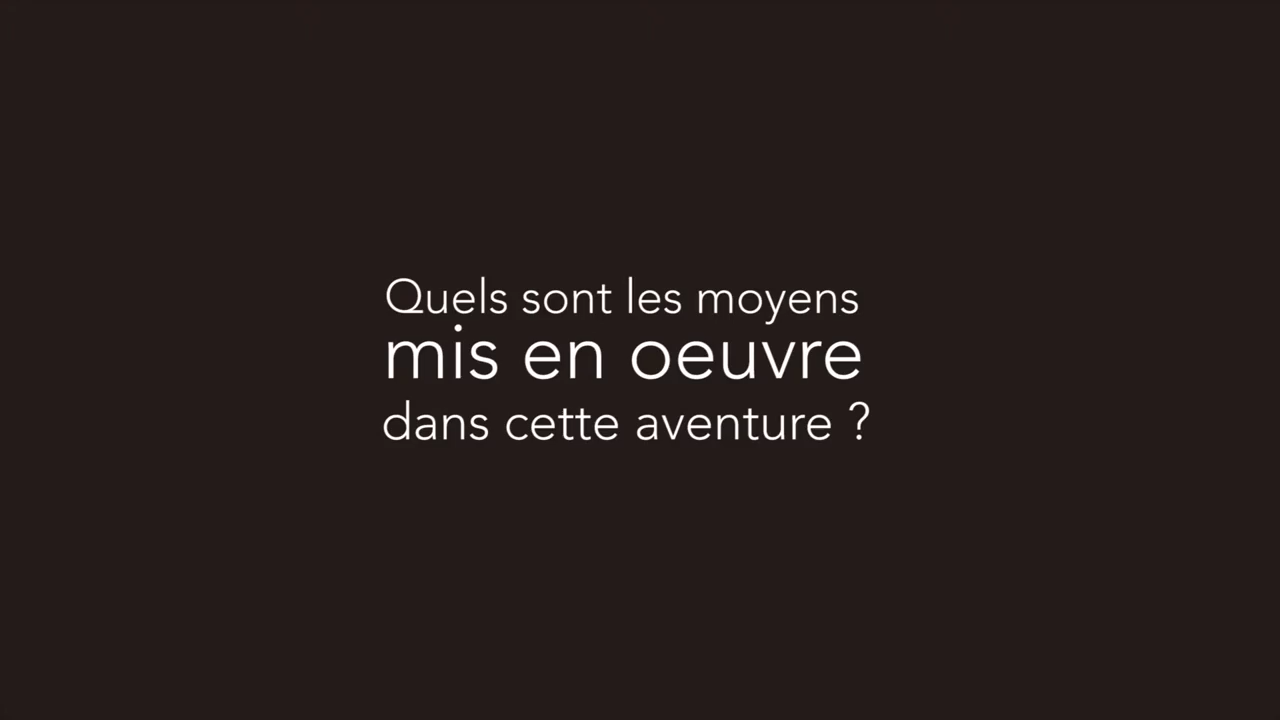 Quels sont les moyens
mis en oeuvre
dans cette aventure ?